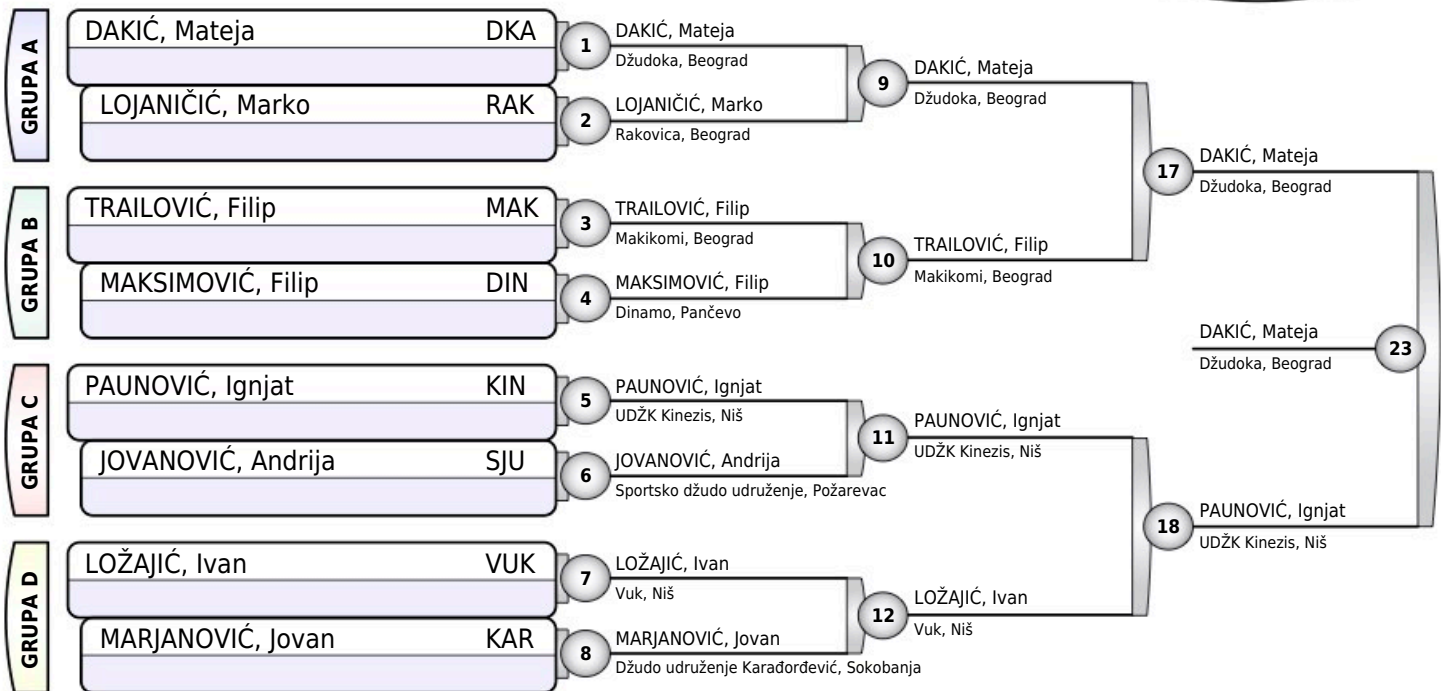 GRUPA A
DAKIĆ, Mateja DKA
LOJANIČIĆ, Marko RAK
GRUPA B
TRAILOVIĆ, Filip MAK
MAKSIMOVIĆ, Filip DIN
GRUPA C
PAUNOVIĆ, Ignjat KIN
JOVANOVIĆ, Andrija SJU
GRUPA D
LOŽAJIĆ, Ivan VUK
MARJANOVIĆ, Jovan KAR
1
DAKIĆ, Mateja
Džudoka, Beograd
2
LOJANIČIĆ, Marko
Rakovica, Beograd
3
TRAILOVIĆ, Filip
Makikomi, Beograd
4
MAKSIMOVIĆ, Filip
Dinamo, Pančevo
5
PAUNOVIĆ, Ignjat
UDŽK Kinezis, Niš
6
JOVANOVIĆ, Andrija
Sportsko džudo udruženje, Požarevac
7
LOŽAJIĆ, Ivan
Vuk, Niš
8
MARJANOVIĆ, Jovan
Džudo udruženje Karađorđević, Sokobanja
9
DAKIĆ, Mateja
Džudoka, Beograd
10
TRAILOVIĆ, Filip
Makikomi, Beograd
11
PAUNOVIĆ, Ignjat
UDŽK Kinezis, Niš
12
LOŽAJIĆ, Ivan
Vuk, Niš
17
DAKIĆ, Mateja
Džudoka, Beograd
18
PAUNOVIĆ, Ignjat
UDŽK Kinezis, Niš
DAKIĆ, Mateja
Džudoka, Beograd
23